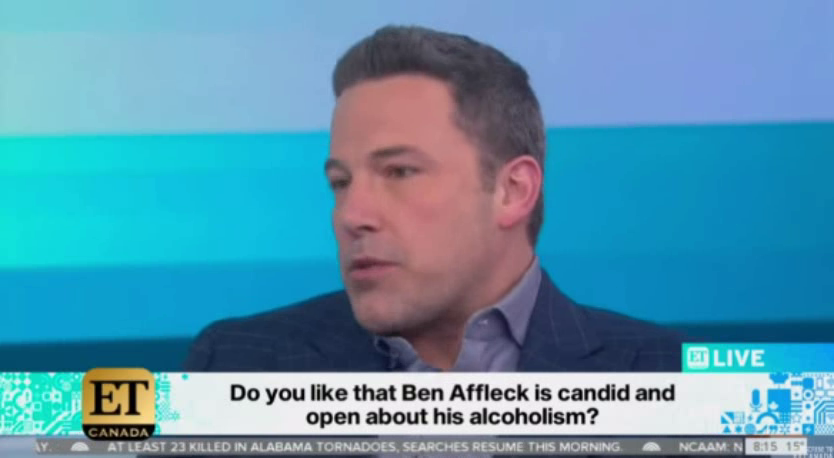 ET LIVE
ET
CANADA
Do you like that Ben Affleck is candid and
open about his alcoholism?
AY. AT LEAST 23 KILLED IN ALABAMA TORNADOES, SEARCHES RESUME THIS MORNING. NCAAM: N 8:15 15°